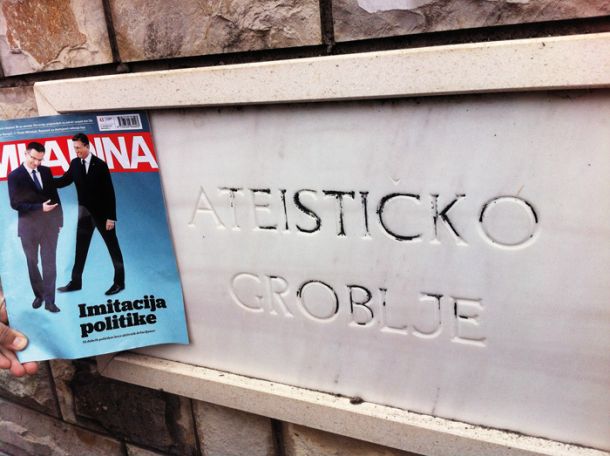 MLADINA
Imitacija
politike
ATEISTIČKO
GROBLJE